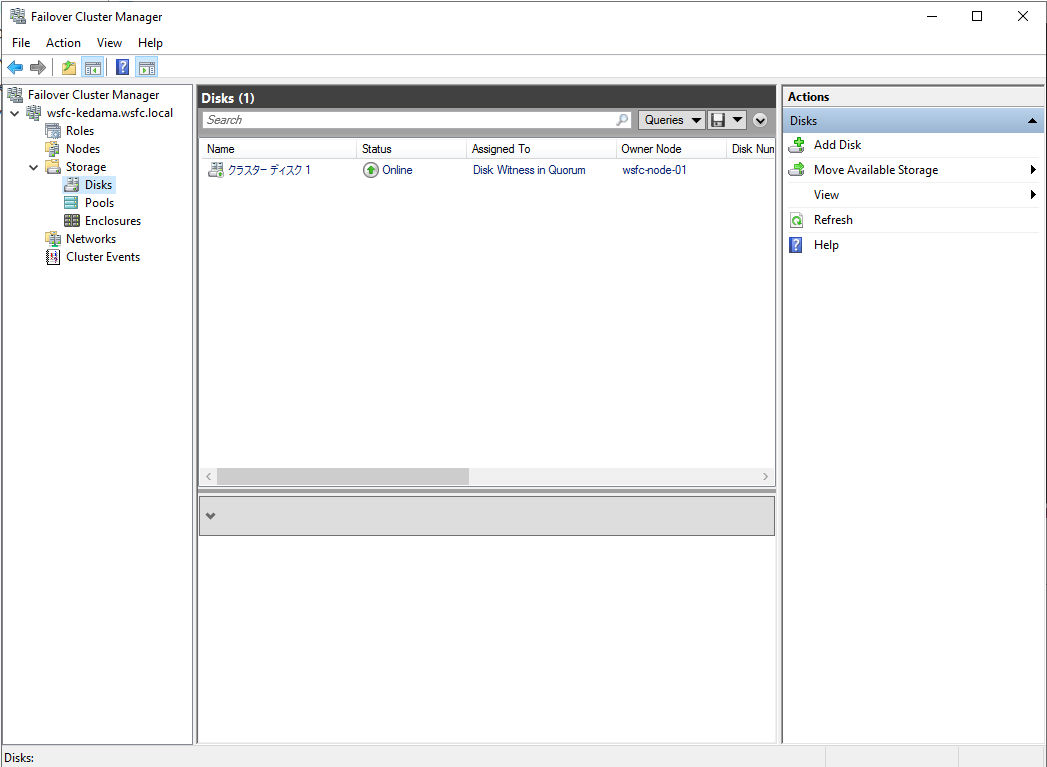 Failover Cluster Manager
File Action View Help
Failover Cluster Manager
wsfc-kedama.wsfc.local
Roles
Nodes
Storage
Disks
Pools
Enclosures
Networks
Cluster Events
Disks (1)
Search
Queries
Name Status Assigned To Owner Node Disk Num
クラスター ディスク 1 Online Disk Witness in Quorum wsfc-node-01
Actions
Disks
Add Disk
Move Available Storage
View
Refresh
Help
Disks: